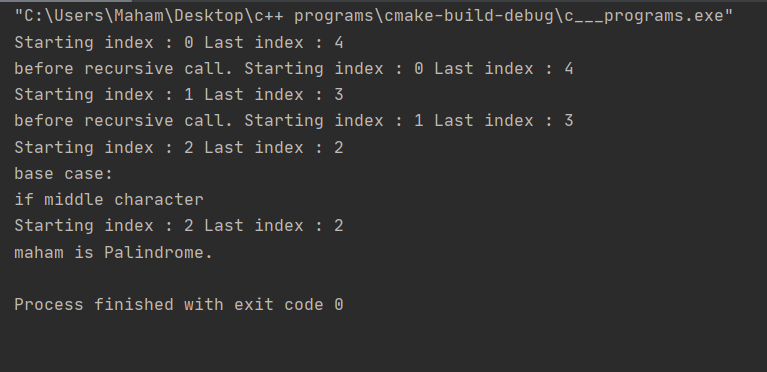 "C:\Users\Maham\Desktop\c++ programs\cmake-build-debug\c___programs.exe"
Starting index : 0 Last index : 4
before recursive call. Starting index : 0 Last index : 4
Starting index : 1 Last index : 3
before recursive call. Starting index : 1 Last index : 3
Starting index : 2 Last index : 2
base case:
if middle character
Starting index : 2 Last index : 2
maham is Palindrome.
Process finished with exit code 0